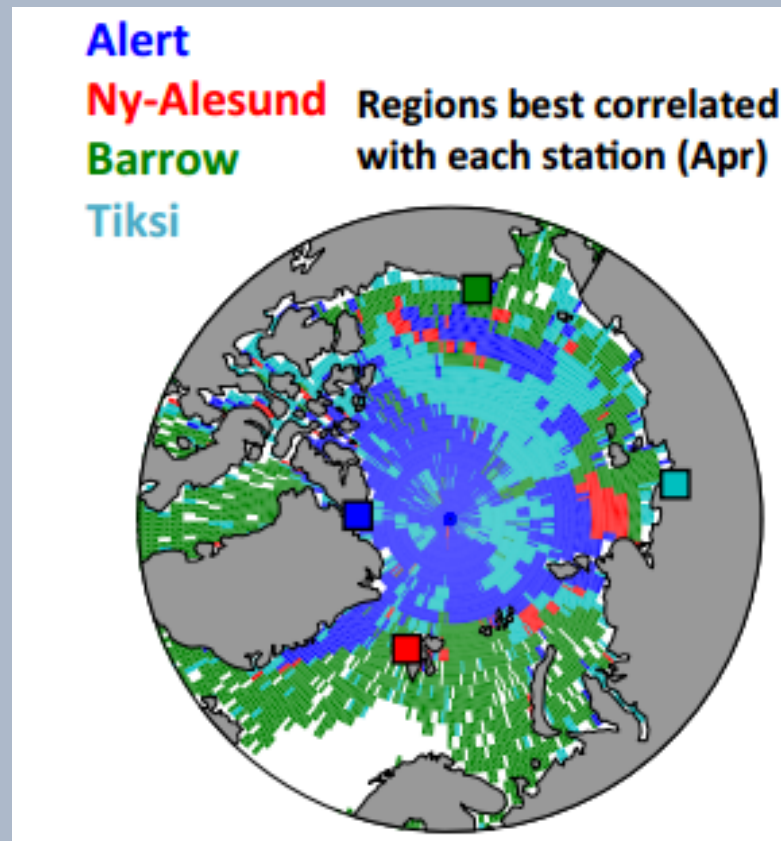 Alert
Ny-Alesund
Barrow
Tiksi
Regions best correlated
with each station (Apr)